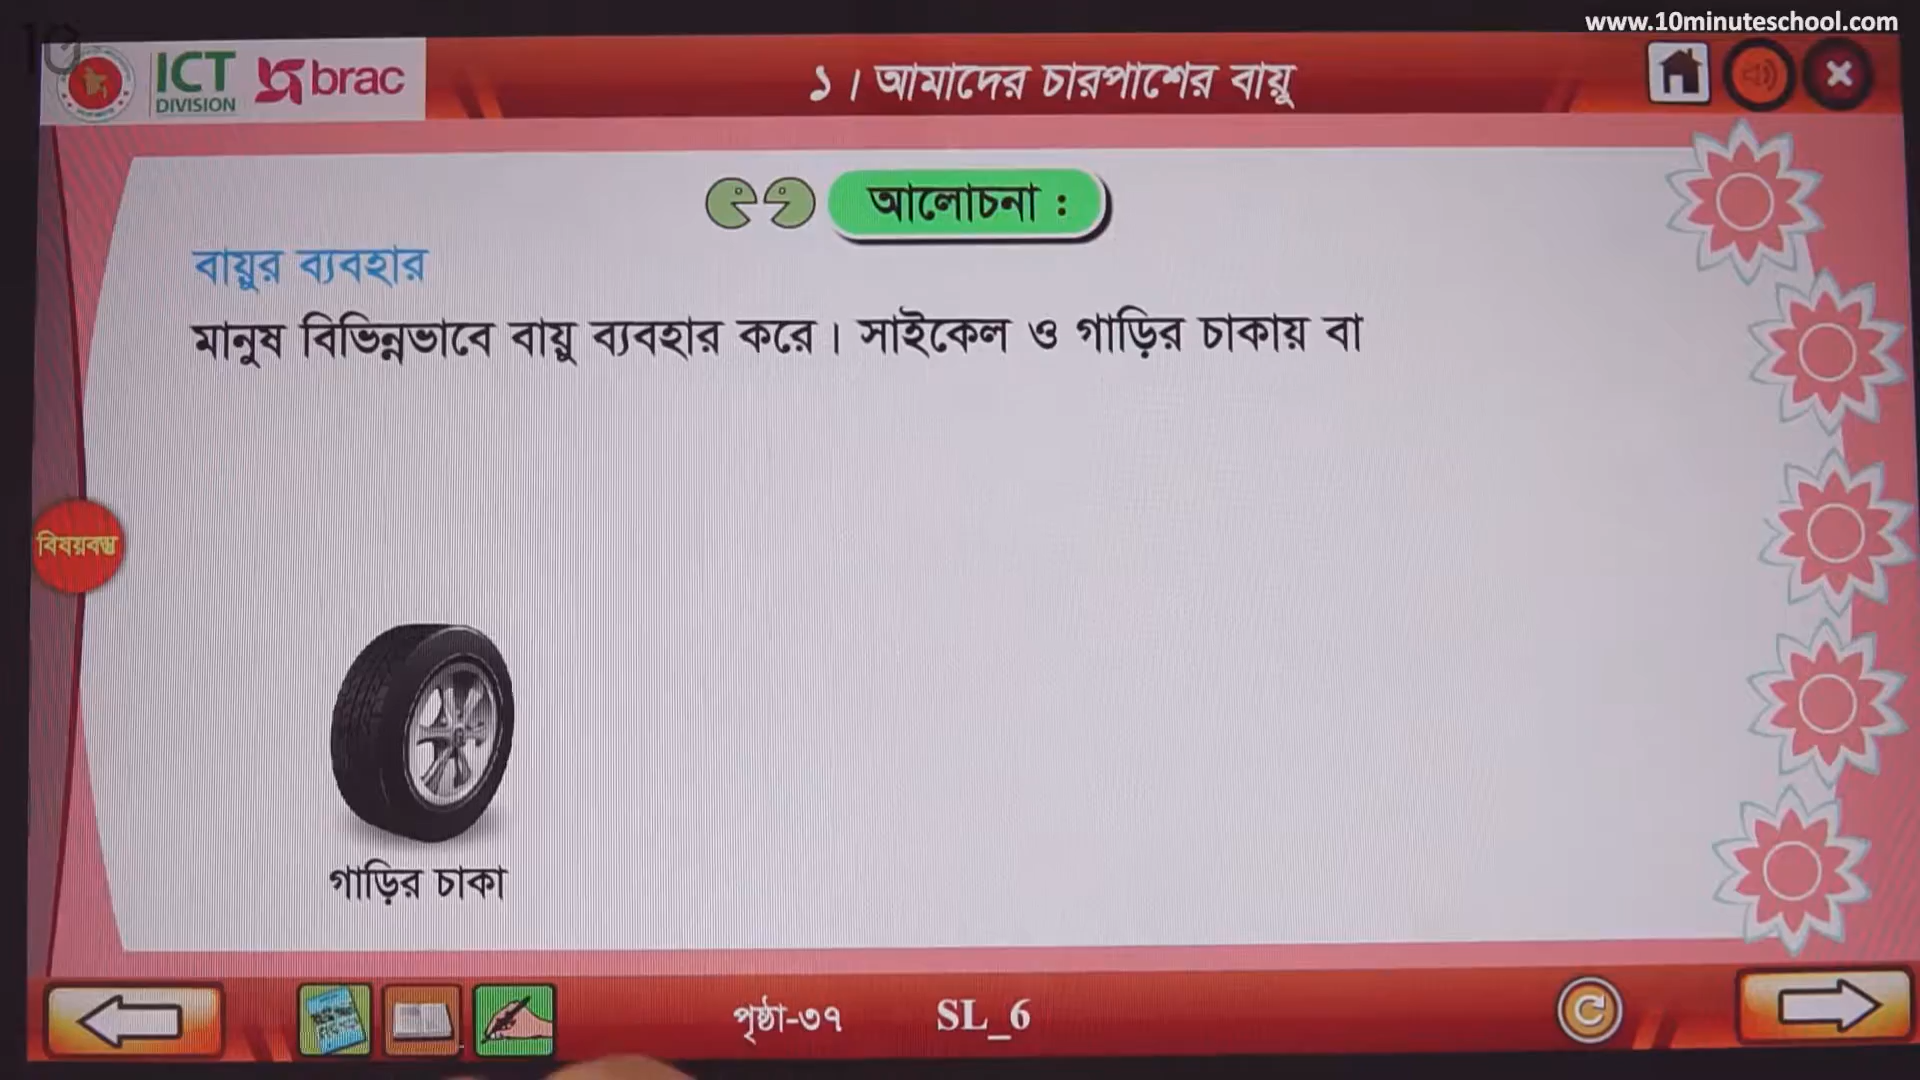 www.10minuteschool.com
10
ICT
DIVISION
brac
১। আমাদের চারপাশের বায়ু
আলোচনা :
বায়ুর ব্যবহার
মানুষ বিভিন্নভাবে বায়ু ব্যবহার করে। সাইকেল ও গাড়ির চাকায় বা
বিষয়বস্তু
গাড়ির চাকা
পৃষ্ঠা-৩৭
SL_6